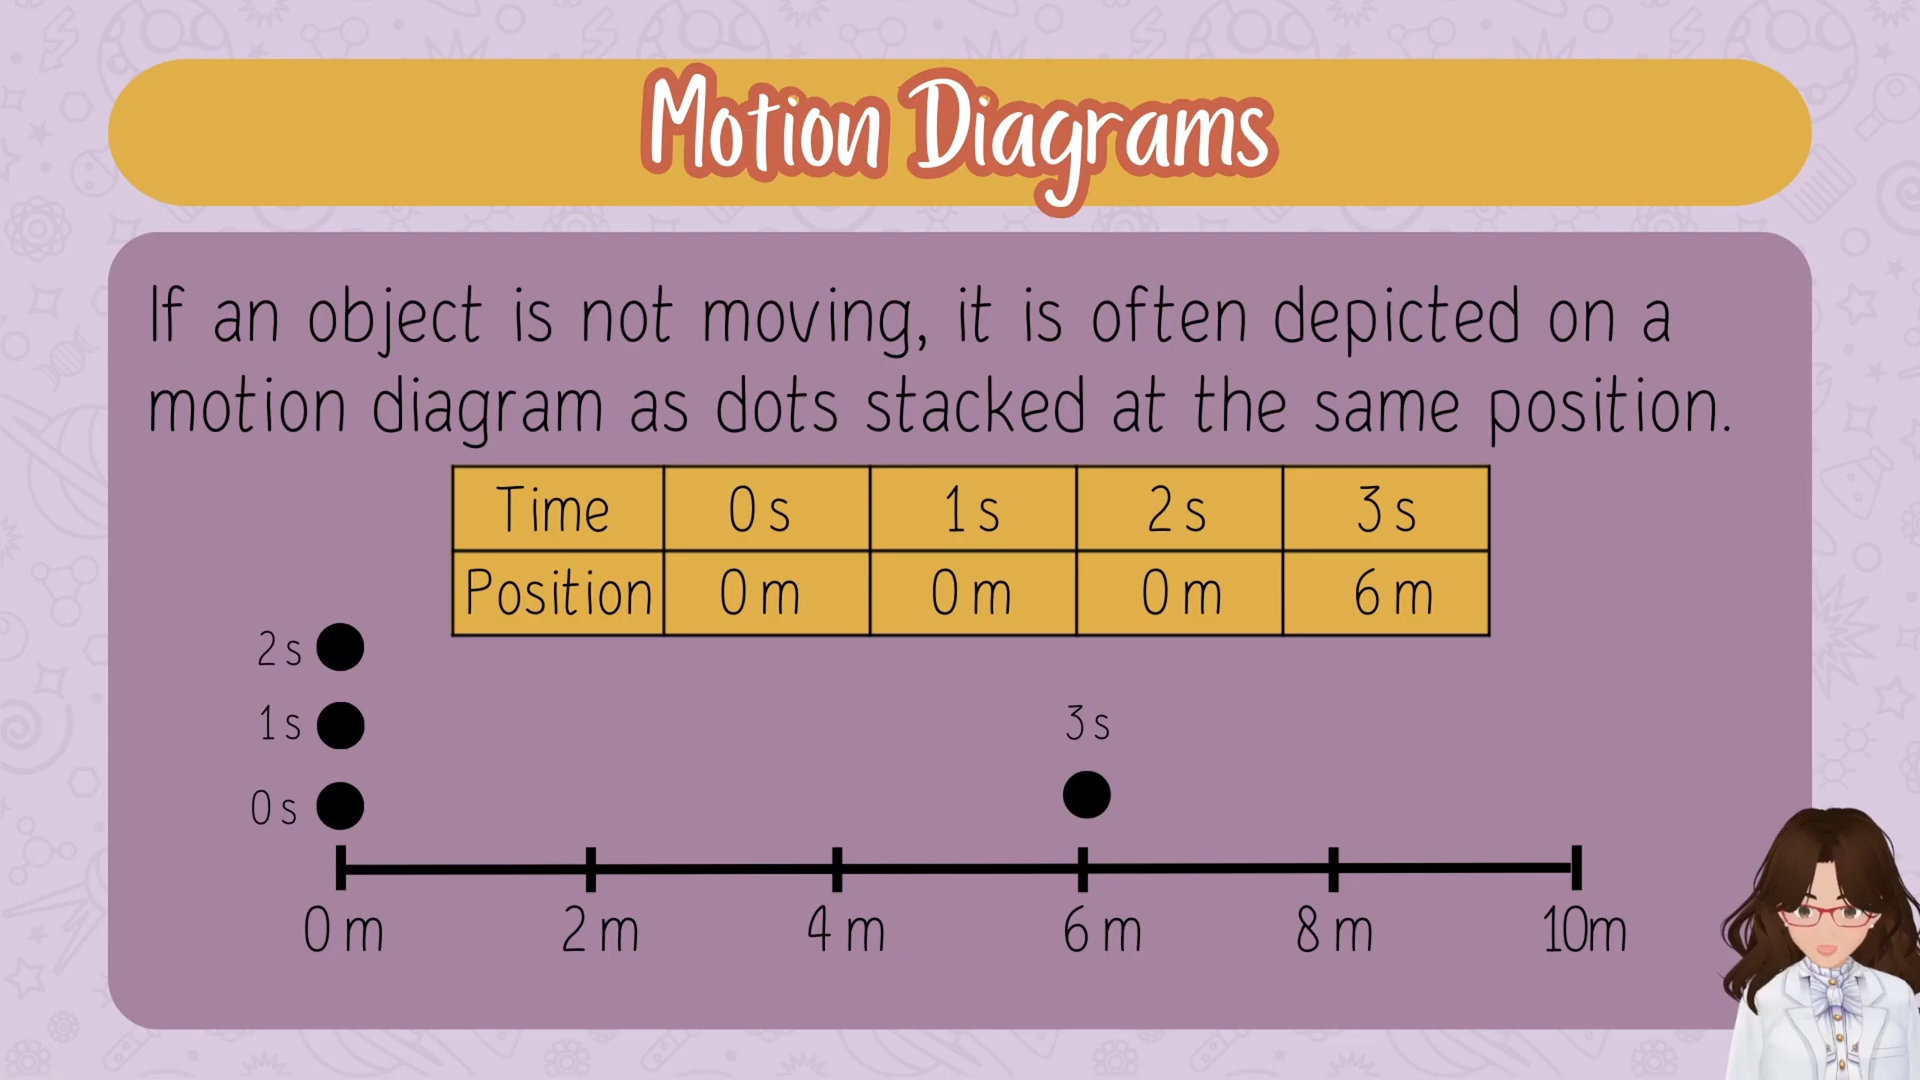 Motion Diagrams
If an object is not moving, it is often depicted on a
motion diagram as dots stacked at the same position.
Time 0 s 1 s 2 s 3 s
Position 0 m 0 m 0 m 6 m
2 s
1 s
3 s
0 s
0 m 2 m 4 m 6 m 8 m 10m